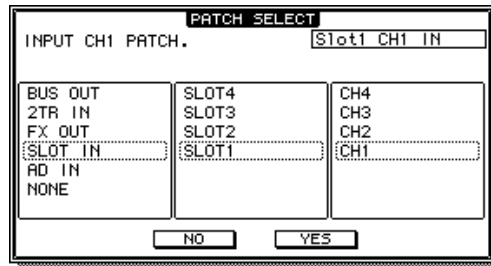 PATCH SELECT
INPUT CH1 PATCH.
Slot1 CH1 IN
BUS OUT
2TR IN
FX OUT
SLOT IN
AD IN
NONE
SLOT4
SLOT3
SLOT2
SLOT1
CH4
CH3
CH2
CH1
NO
YES